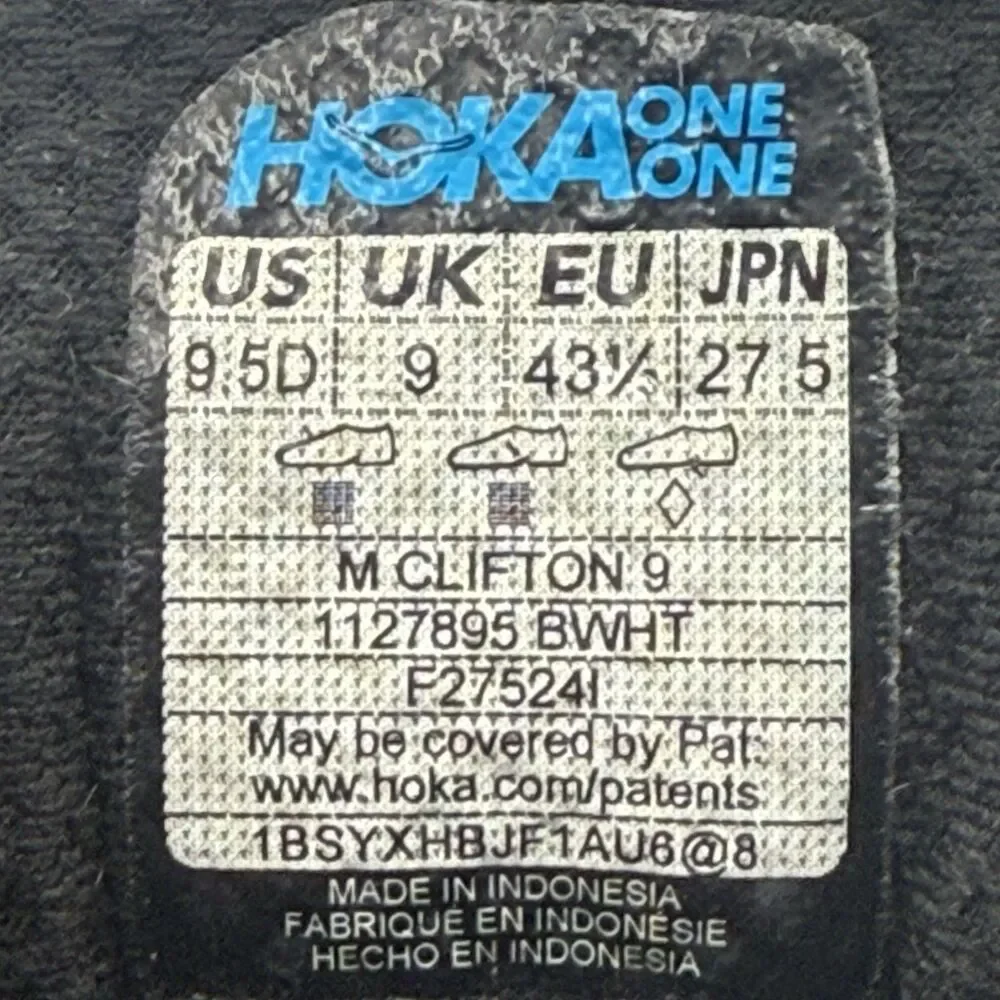 HOKA ONE ONE
US UK EU JPN
9.5D 9 43⅓ 27.5
M CLIFTON 9
1127895 BWHT
F27524I
May be covered by Pat:
www.hoka.com/patents
1BSYXHBJF1AU6@8
MADE IN INDONESIA
FABRIQUÉ EN INDONÉSIE
HECHO EN INDONESIA